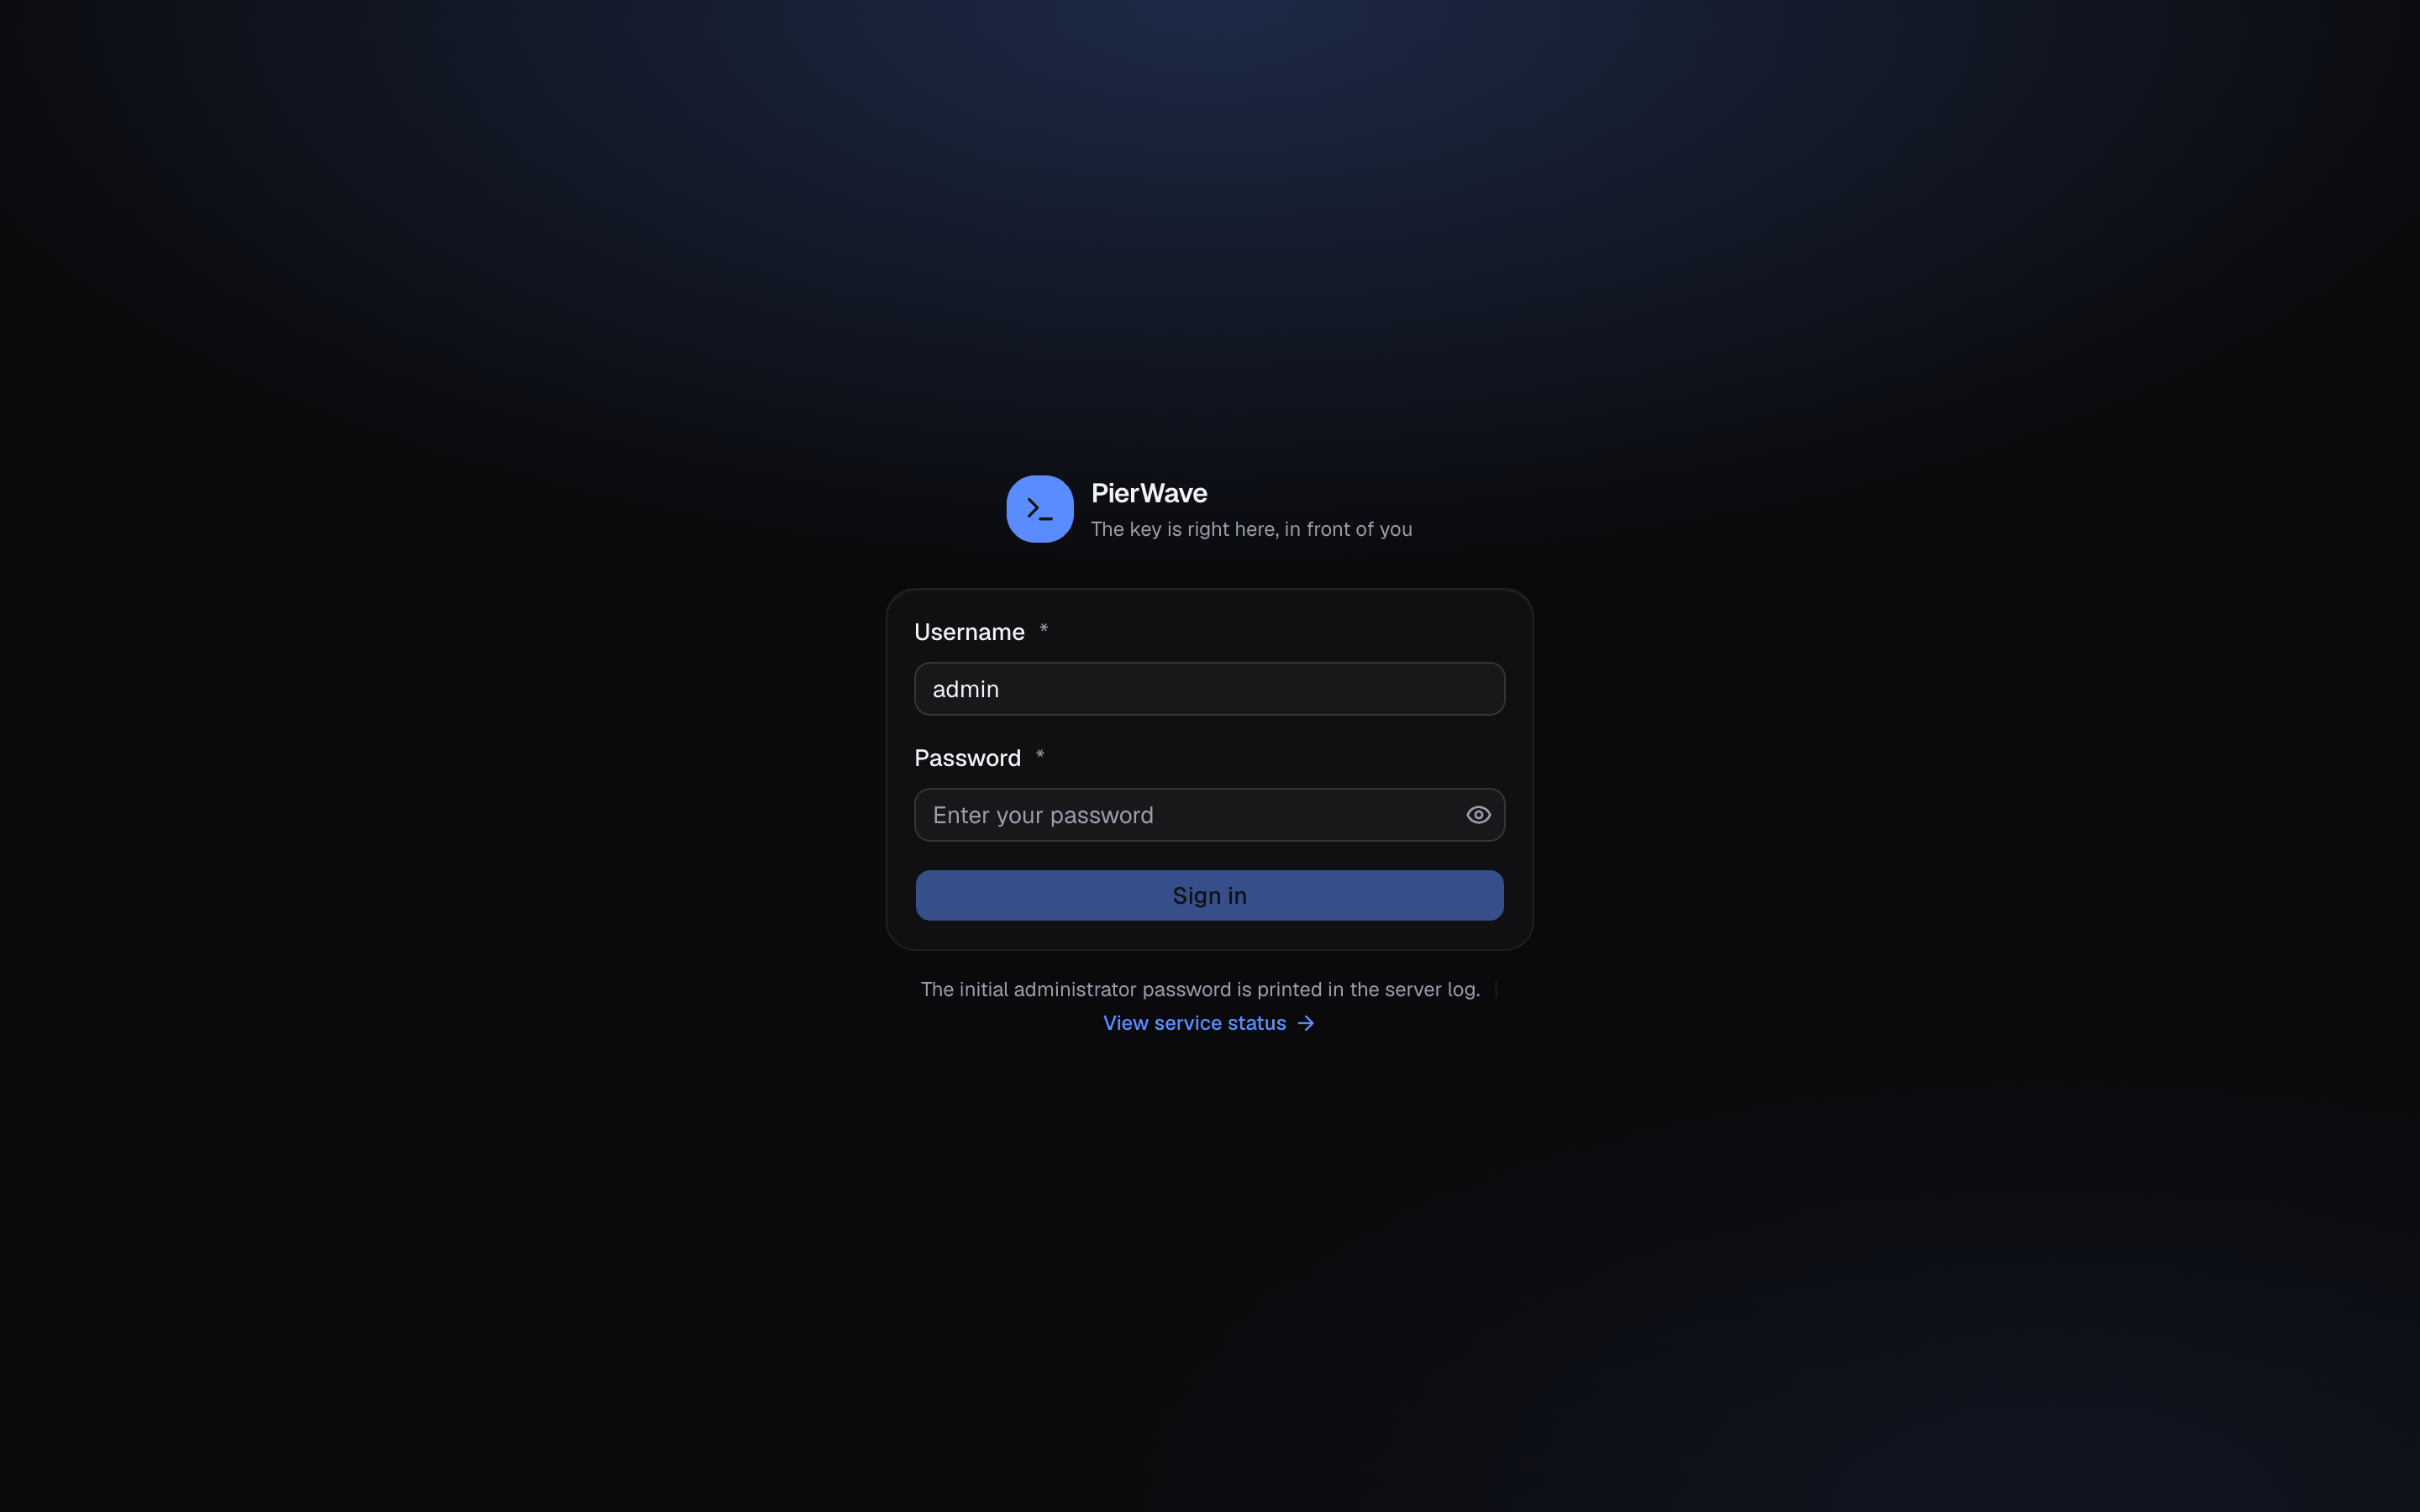 PierWave
The key is right here, in front of you
Username *
admin
Password *
Enter your password
Sign in
The initial administrator password is printed in the server log.
View service status →